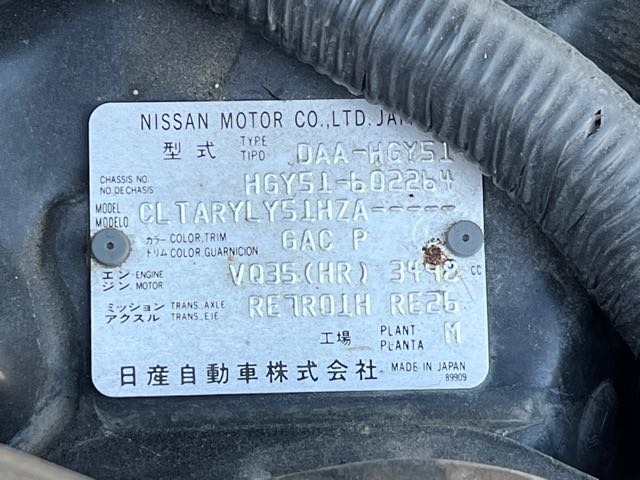 NISSAN MOTOR CO.,LTD. JA
型式 TYPE TIPO DAA-HGY51
CHASSIS NO. NO.DECHASIS HGY51-602264
MODEL MODELO CLTARYLY51HZA-----
カラー COLOR,TRIM トリム COLOR,GUARNICION GAC P
エンジン ENGINE MOTOR VQ35(HR) 3498 CC
ミッション TRANS.,AXLE アクスル TRANS.,EJE RE7R01H RE26
工場 PLANT PLANTA M
日産自動車株式会社 MADE IN JAPAN
89909